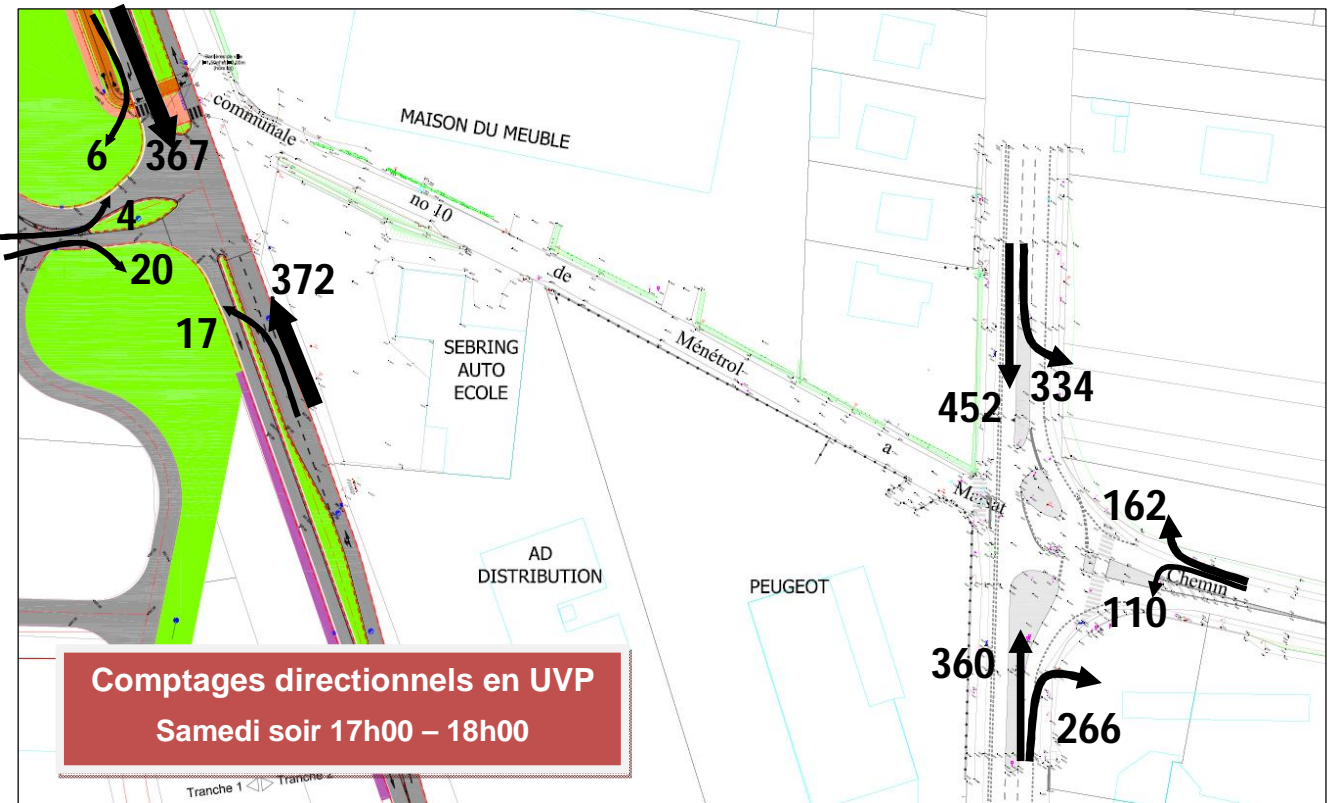 communale
MAISON DU MEUBLE
6
367
no 10
4
20
372
de
17
SEBRING
AUTO
ECOLE
Ménétrol-
334
452
a
162
AD
DISTRIBUTION
PEUGEOT
Chemin
110
360
266
Comptages directionnels en UVP
Samedi soir 17h00 – 18h00
Tranche 1
Tranche 2